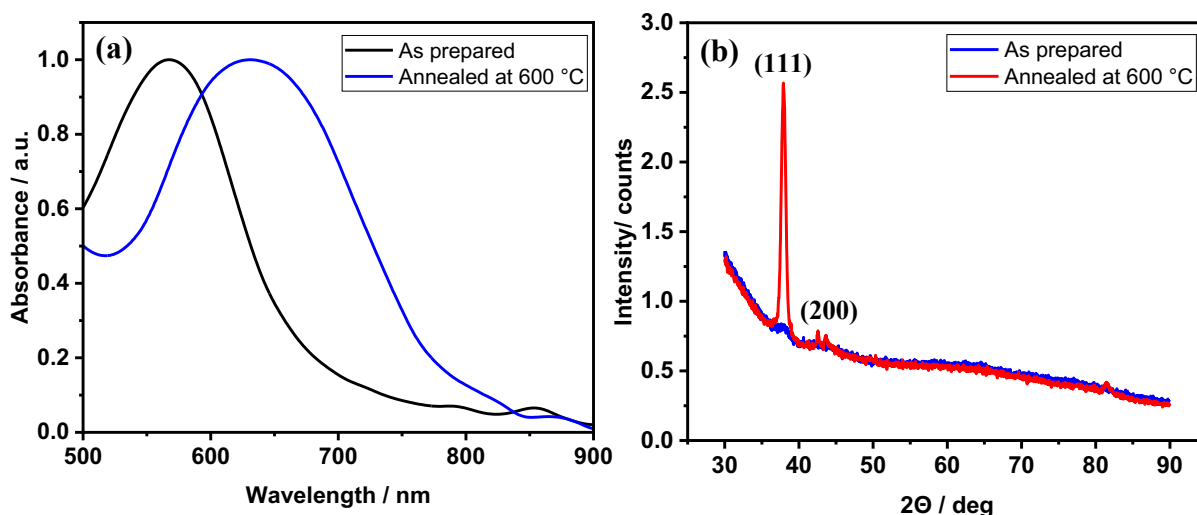 (a)
As prepared
Annealed at 600 °C
1.0
0.8
0.6
0.4
0.2
0.0
Absorbance / a.u.
500
600
700
800
900
Wavelength / nm
(b)
As prepared
Annealed at 600 °C
(111)
(200)
3.0
2.5
2.0
1.5
1.0
0.5
0.0
Intensity/ counts
30
40
50
60
70
80
90
2Θ / deg